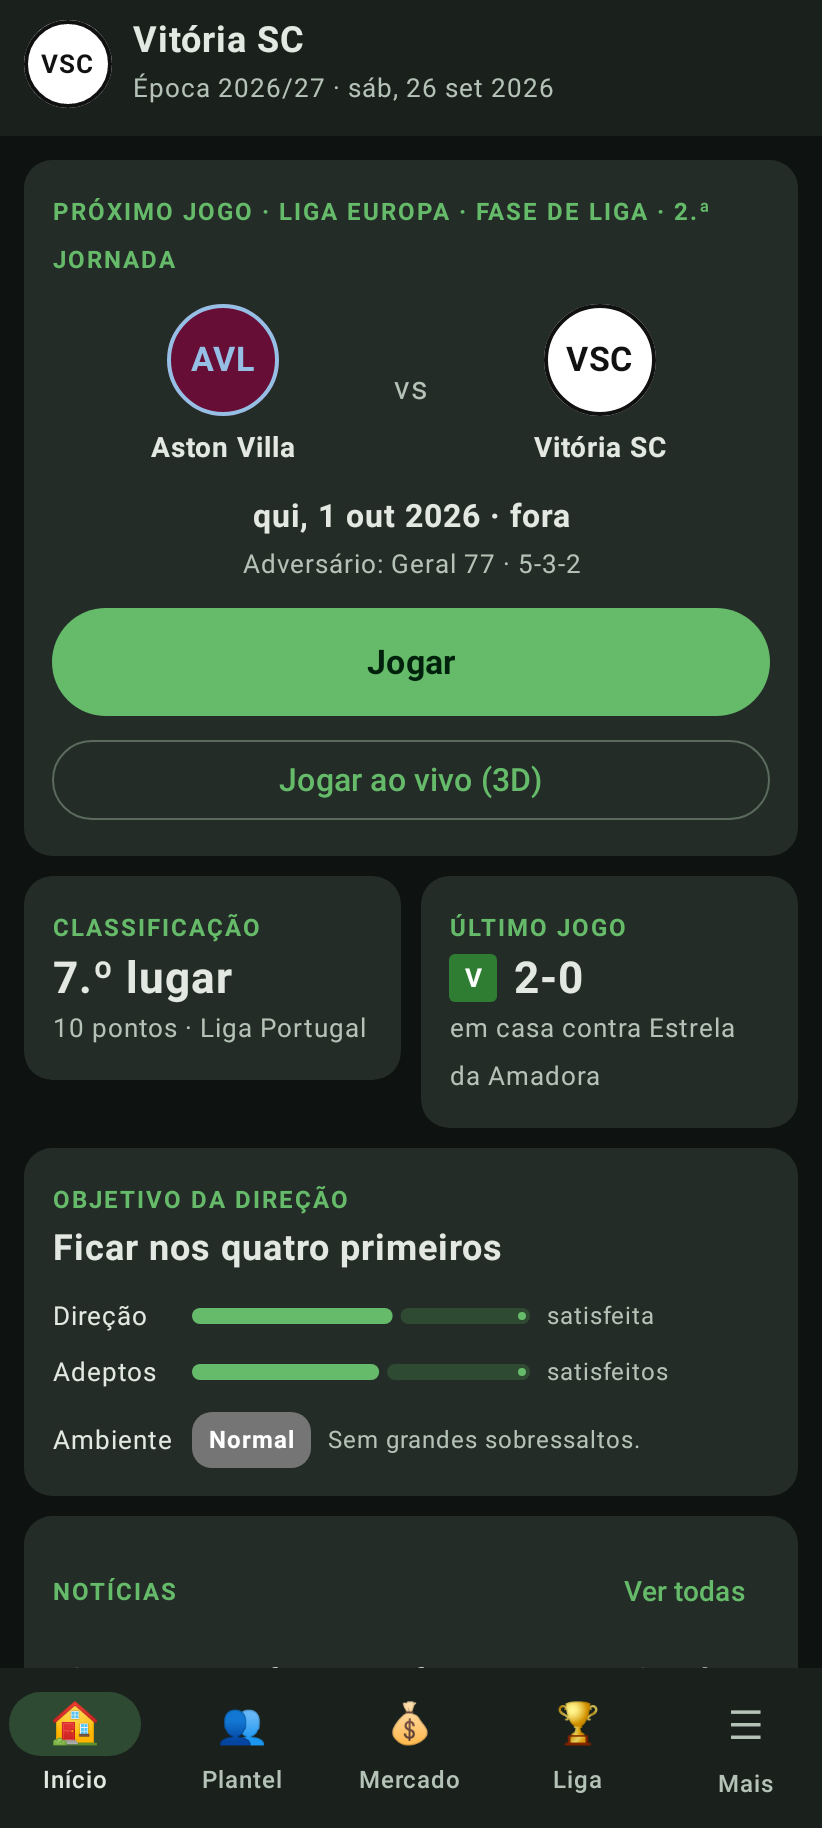 VSC
Vitória SC
Época 2026/27 · sáb, 26 set 2026
PRÓXIMO JOGO · LIGA EUROPA · FASE DE LIGA · 2.ª
JORNADA
AVL
vs
VSC
Aston Villa
Vitória SC
qui, 1 out 2026 · fora
Adversário: Geral 77 · 5-3-2
Jogar
Jogar ao vivo (3D)
CLASSIFICAÇÃO
7.º lugar
10 pontos · Liga Portugal
ÚLTIMO JOGO
V 2-0
em casa contra Estrela
da Amadora
OBJETIVO DA DIREÇÃO
Ficar nos quatro primeiros
Direção satisfeita
Adeptos satisfeitos
Ambiente Normal Sem grandes sobressaltos.
NOTÍCIAS Ver todas
Início Plantel Mercado Liga Mais